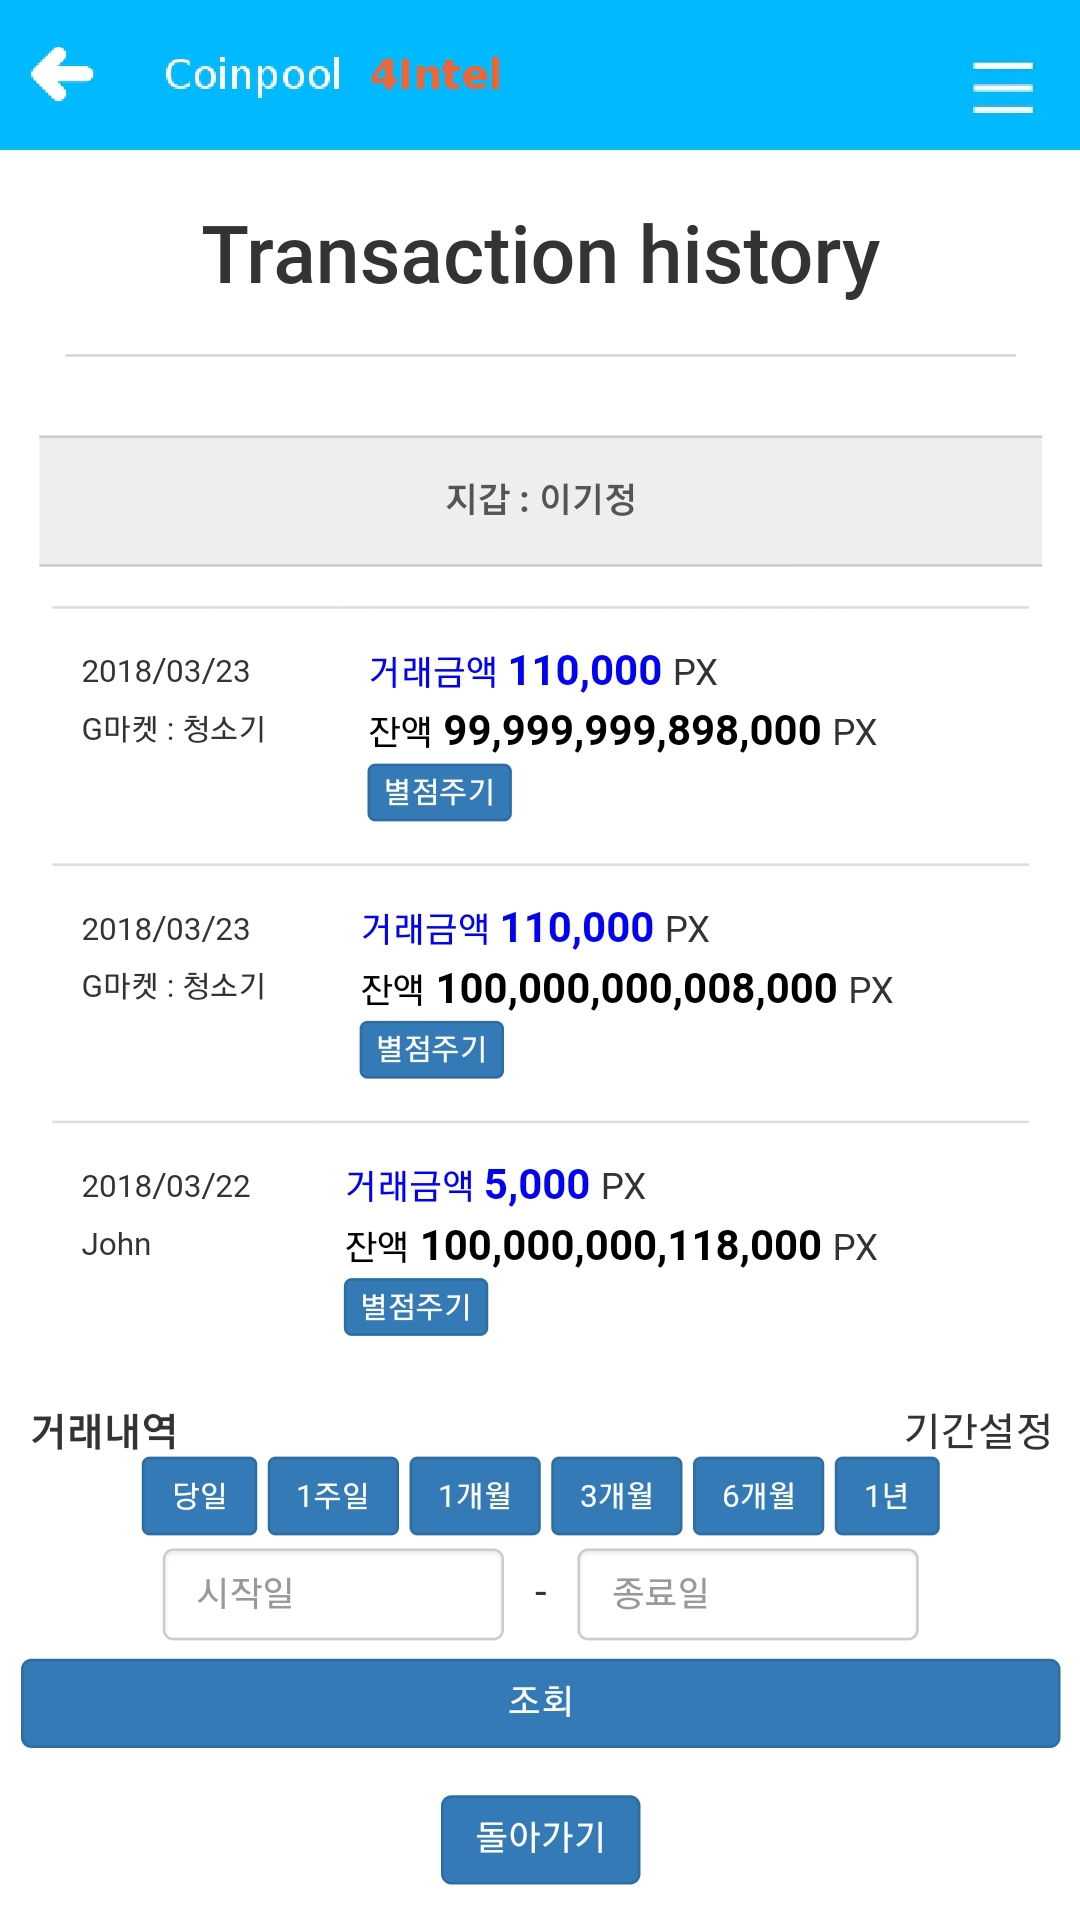 Coinpool 4Intel
Transaction history
지갑 : 이기정
2018/03/23 거래금액 110,000 PX
G마켓 : 청소기 잔액 99,999,999,898,000 PX
별점주기
2018/03/23 거래금액 110,000 PX
G마켓 : 청소기 잔액 100,000,000,008,000 PX
별점주기
2018/03/22 거래금액 5,000 PX
John 잔액 100,000,000,118,000 PX
별점주기
거래내역 기간설정
당일 1주일 1개월 3개월 6개월 1년
시작일 - 종료일
조회
돌아가기